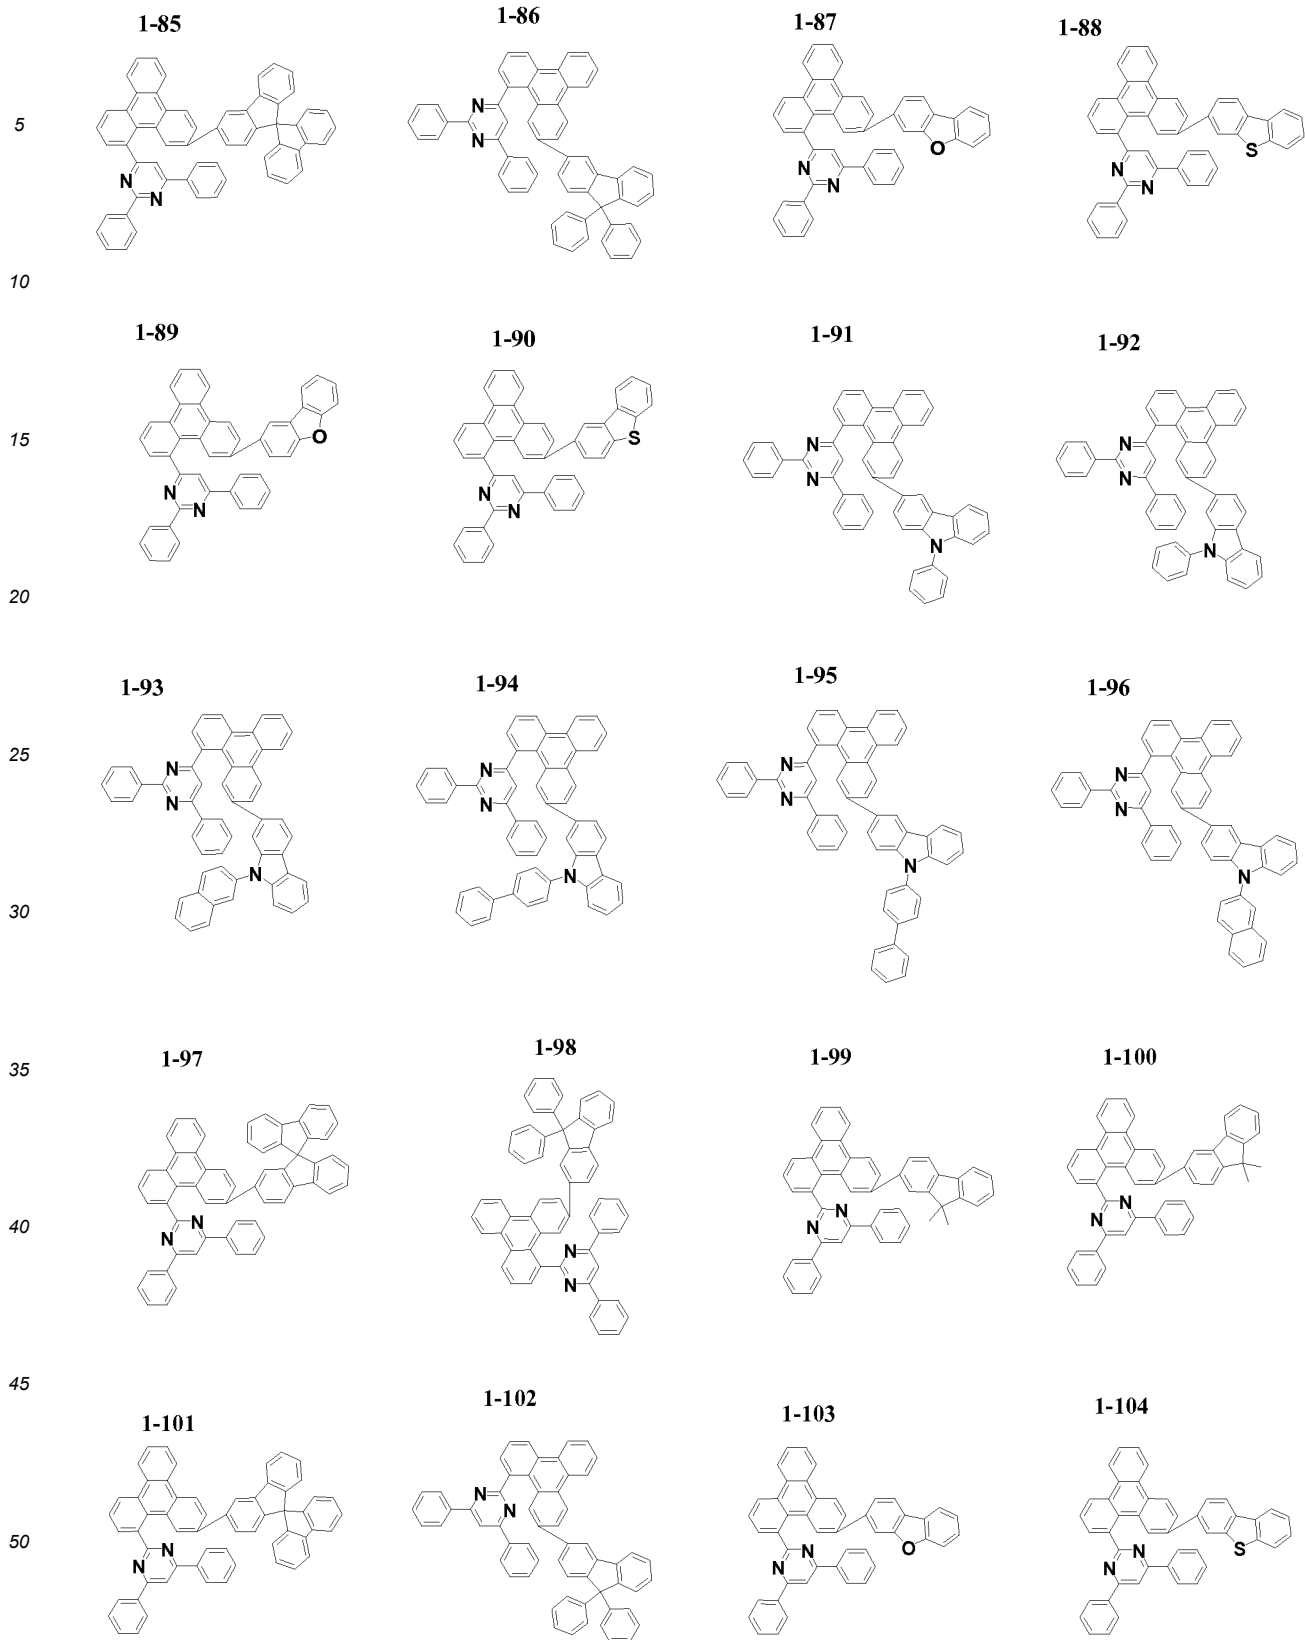 1-85 1-86 1-87 1-88
5
N N N N N O N N S
N N
10
1-89 1-90 1-91 1-92
15
O S N N
N N N N N N
20
N N
1-93 1-94 1-95 1-96
25
N N N N
N N N N
N N N N
30
35
1-97 1-98 1-99 1-100
40
N N N N N N
N N
45
1-101 1-102 1-103 1-104
50
N N N N O S
N N N N